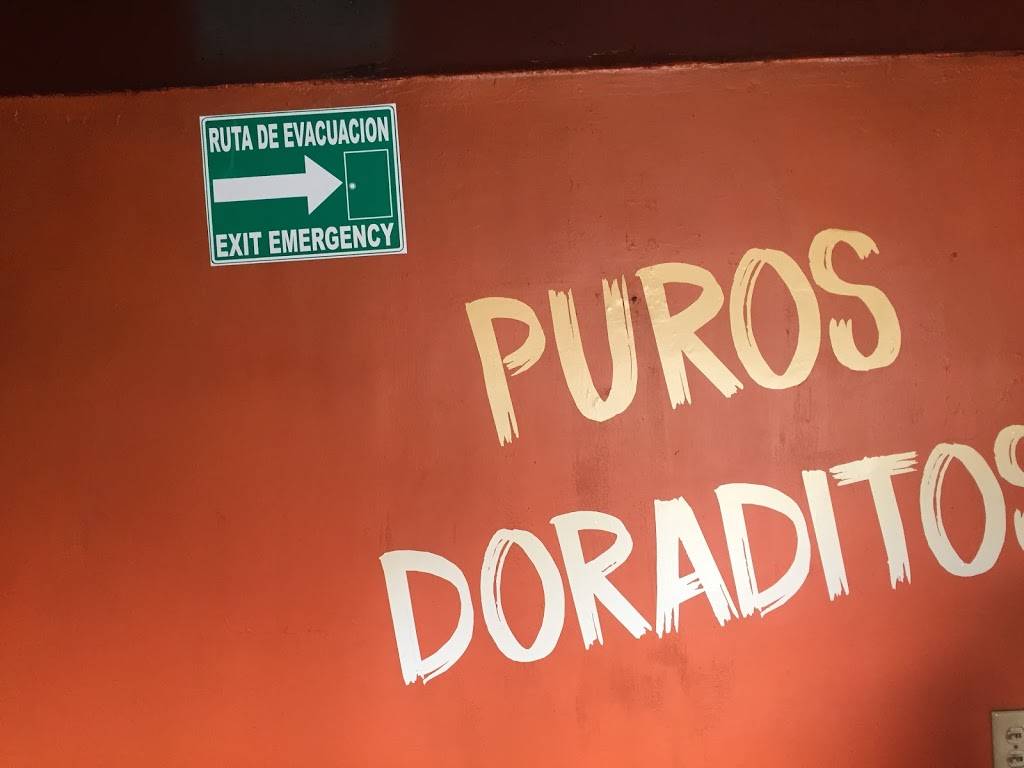 RUTA DE EVACUACION
EXIT EMERGENCY
PUROS
DORADITOS